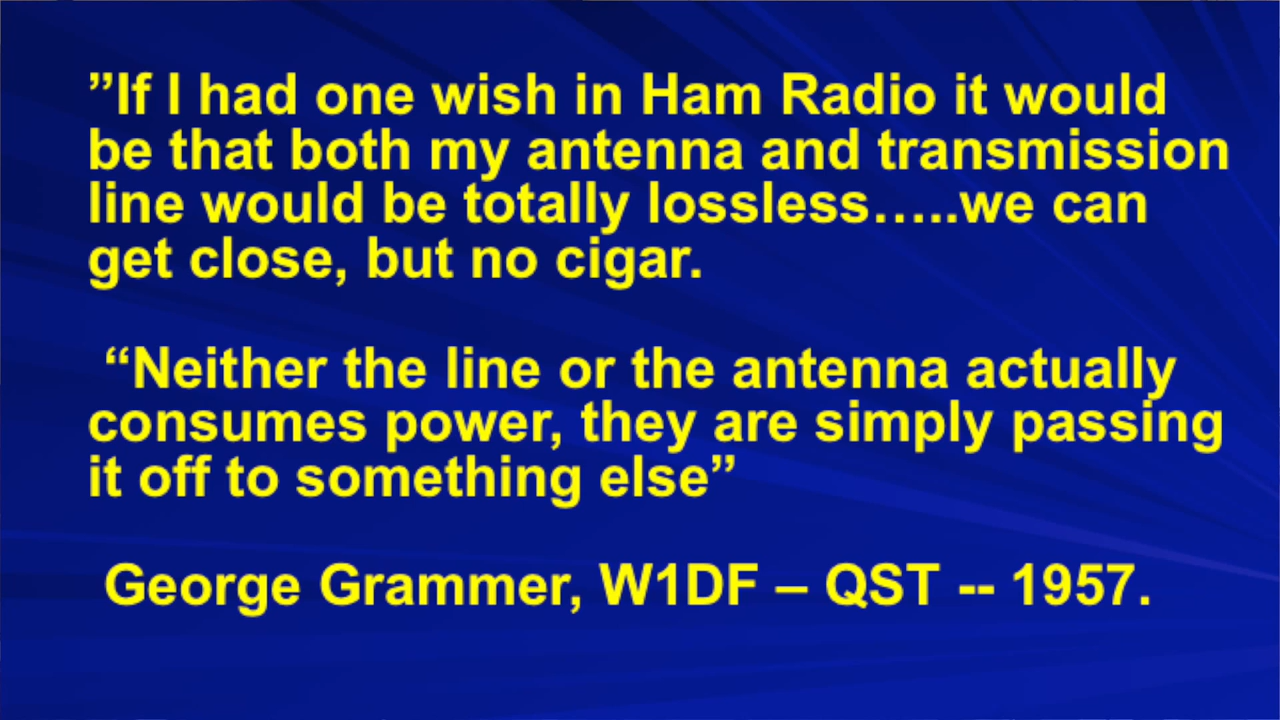 ”If I had one wish in Ham Radio it would
be that both my antenna and transmission
line would be totally lossless…..we can
get close, but no cigar.
“Neither the line or the antenna actually
consumes power, they are simply passing
it off to something else”
George Grammer, W1DF – QST -- 1957.